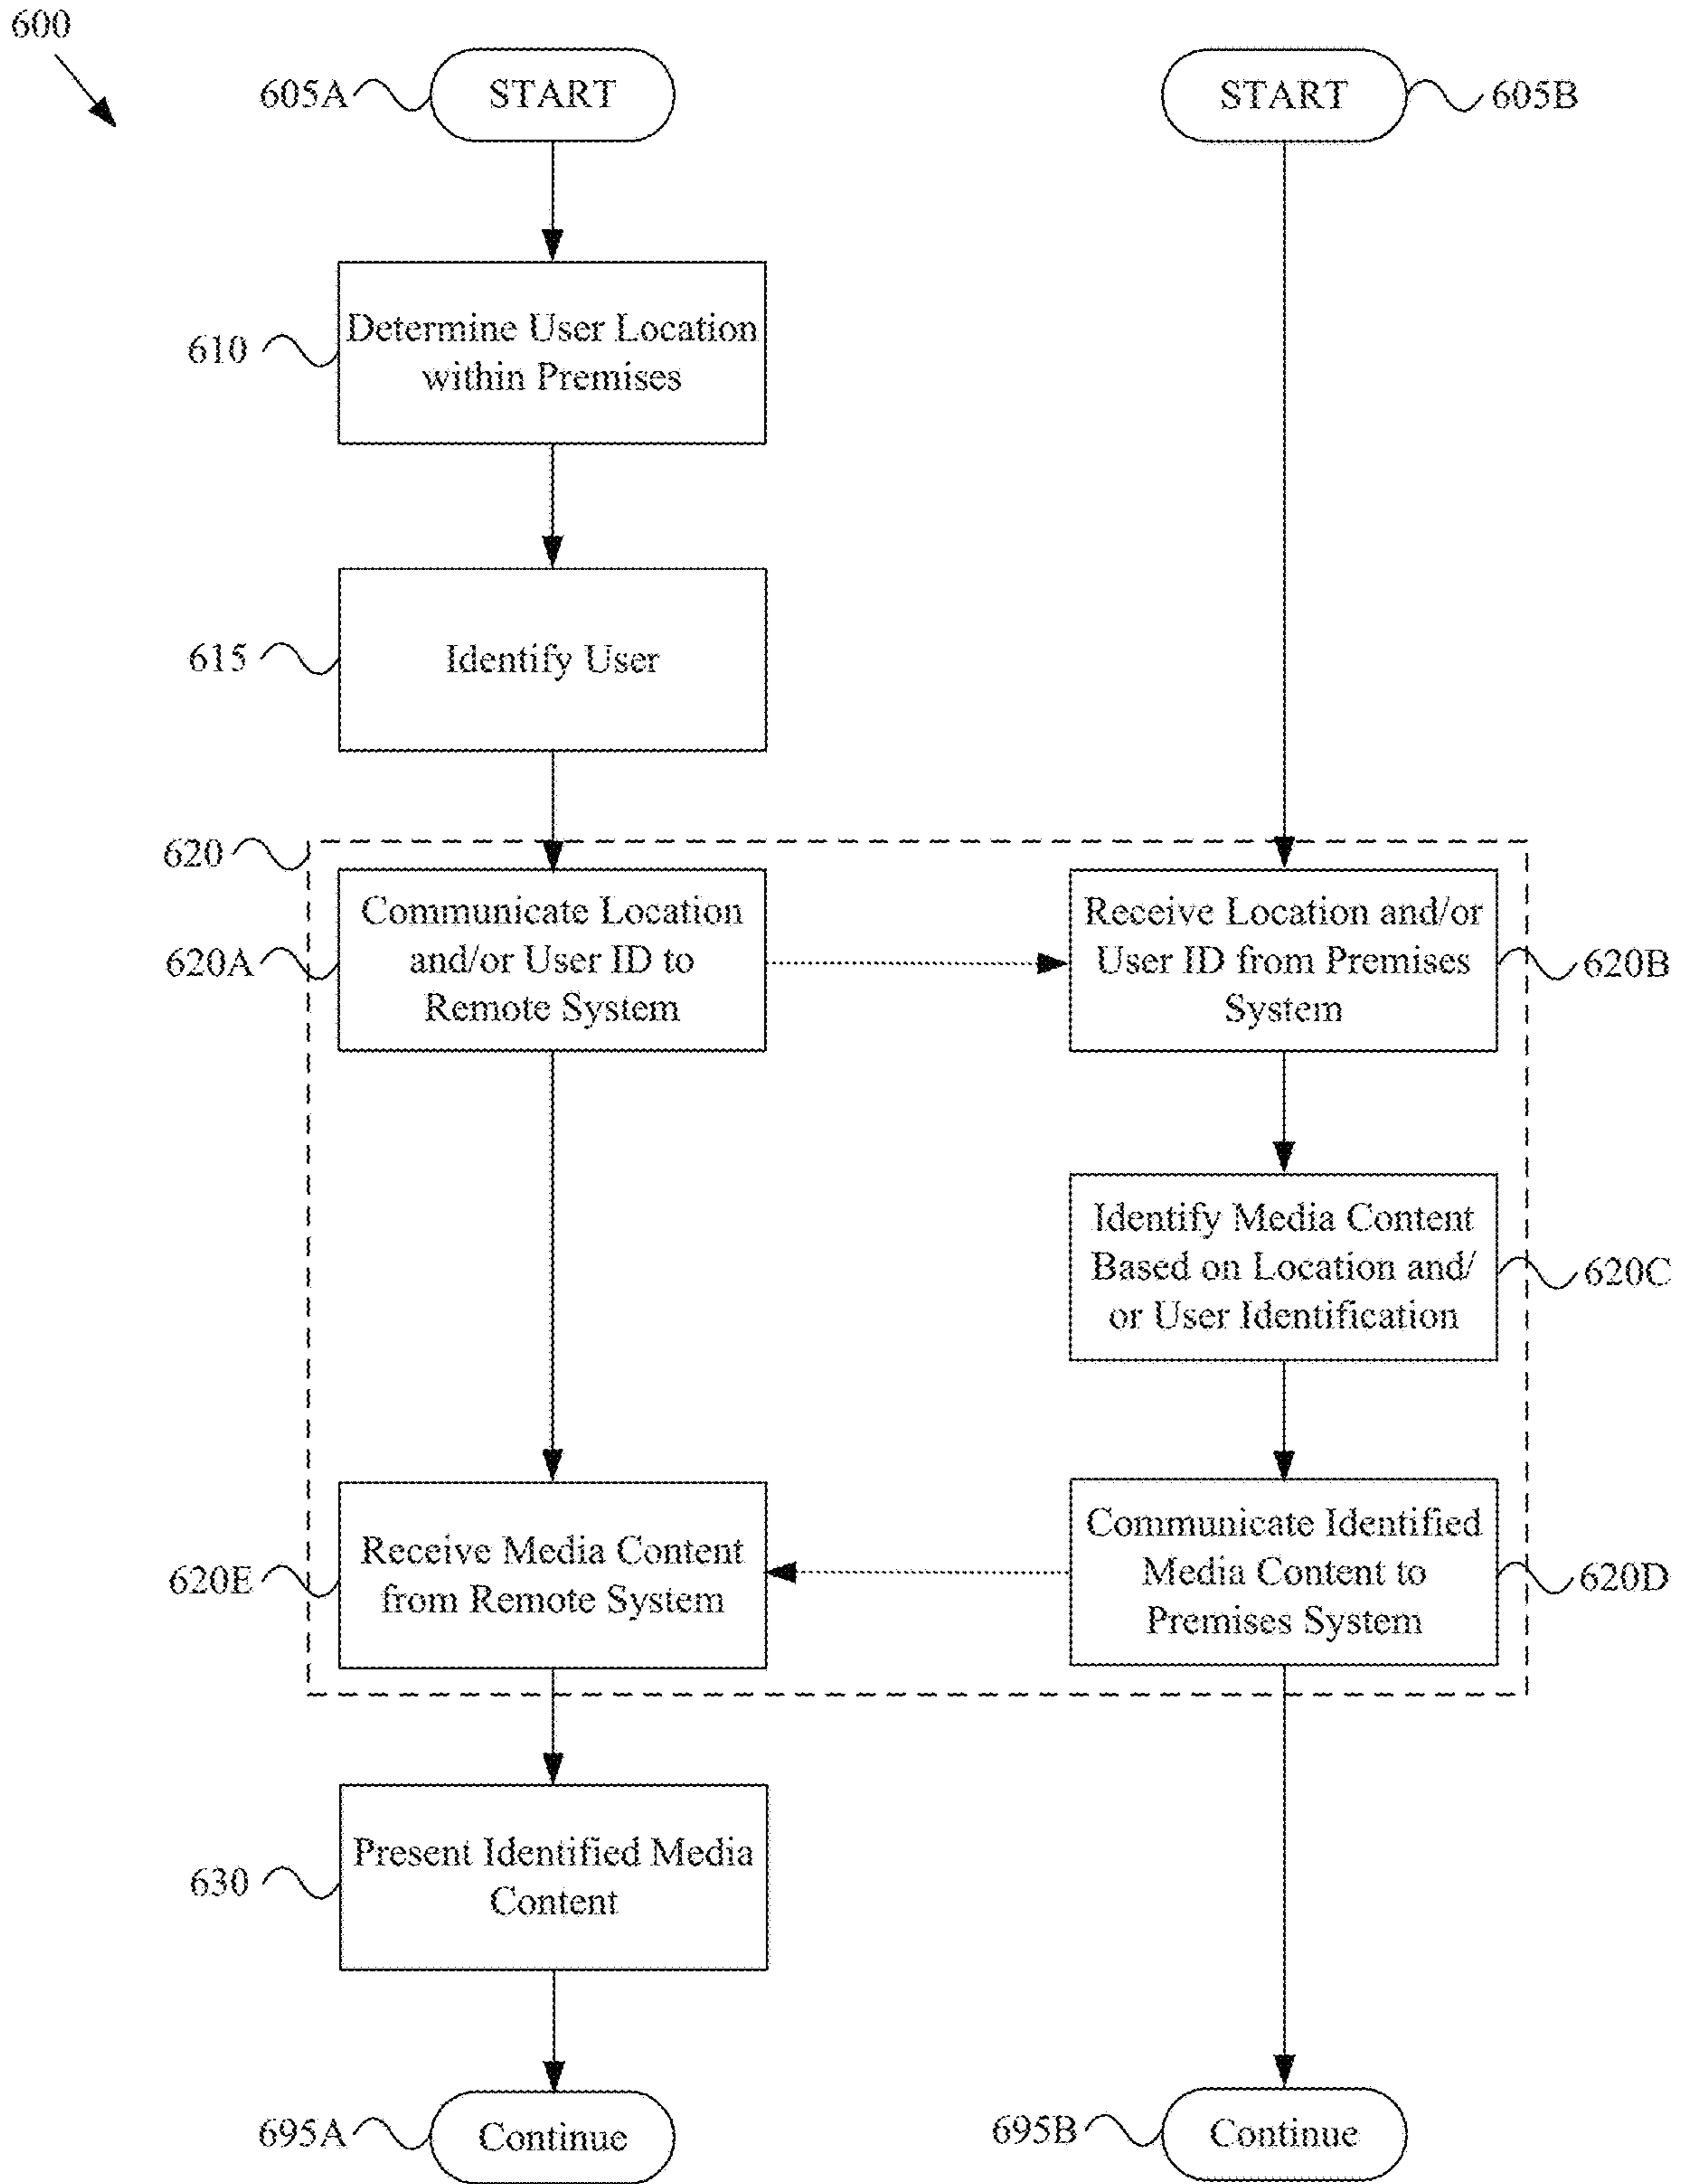 600
605A
START
START
605B
610
Determine User Location
within Premises
615
Identify User
620
620A
Communicate Location
and/or User ID to
Remote System
Receive Location and/or
User ID from Premises
System
620B
Identify Media Content
Based on Location and/
or User Identification
620C
620E
Receive Media Content
from Remote System
Communicate Identified
Media Content to
Premises System
620D
630
Present Identified Media
Content
695A
Continue
695B
Continue